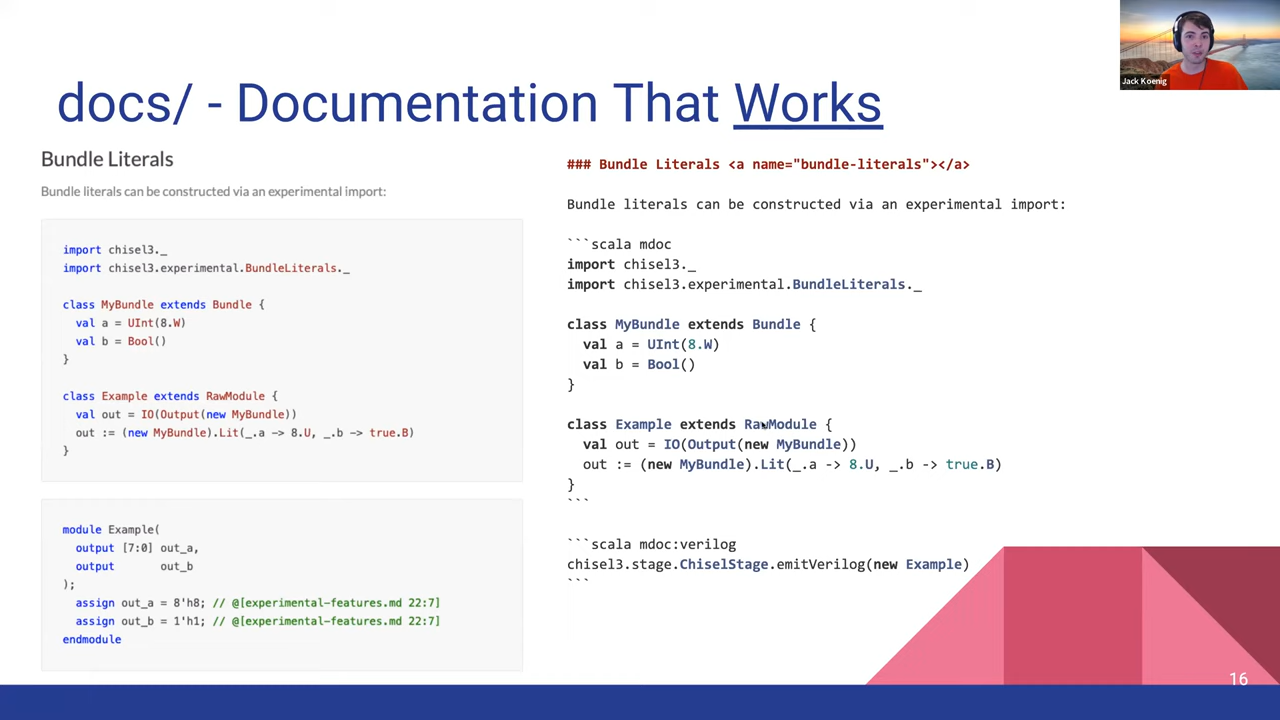 Jack Koenig
docs/ - Documentation That Works
Bundle Literals
Bundle literals can be constructed via an experimental import:
import chisel3._
import chisel3.experimental.BundleLiterals._
class MyBundle extends Bundle {
  val a = UInt(8.W)
  val b = Bool()
}
class Example extends RawModule {
  val out = IO(Output(new MyBundle))
  out := (new MyBundle).Lit(_.a -> 8.U, _.b -> true.B)
}
module Example(
  output [7:0] out_a,
  output       out_b
);
  assign out_a = 8'h8; // @[experimental-features.md 22:7]
  assign out_b = 1'h1; // @[experimental-features.md 22:7]
endmodule
### Bundle Literals <a name="bundle-literals"></a>
Bundle literals can be constructed via an experimental import:
```scala mdoc
import chisel3._
import chisel3.experimental.BundleLiterals._
class MyBundle extends Bundle {
  val a = UInt(8.W)
  val b = Bool()
}
class Example extends RawModule {
  val out = IO(Output(new MyBundle))
  out := (new MyBundle).Lit(_.a -> 8.U, _.b -> true.B)
}
```
```scala mdoc:verilog
chisel3.stage.ChiselStage.emitVerilog(new Example)
```
16